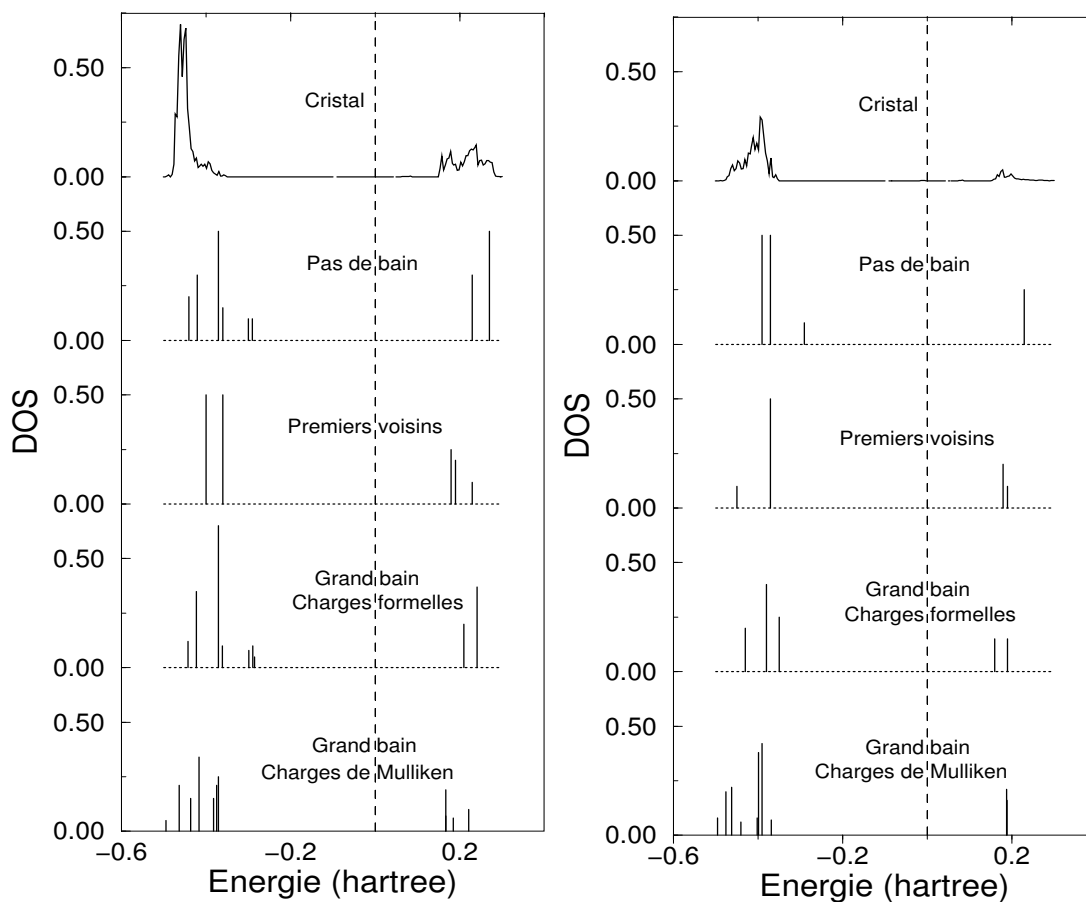 0.50
Cristal
0.00
0.50
Pas de bain
0.00
0.50
Premiers voisins
0.00
0.50
Grand bain
Charges formelles
0.00
0.50
Grand bain
Charges de Mulliken
0.00
DOS
−0.6
−0.2
0.2
Energie (hartree)
0.50
Cristal
0.00
0.50
Pas de bain
0.00
0.50
Premiers voisins
0.00
0.50
Grand bain
Charges formelles
0.00
0.50
Grand bain
Charges de Mulliken
0.00
DOS
−0.6
−0.2
0.2
Energie (hartree)